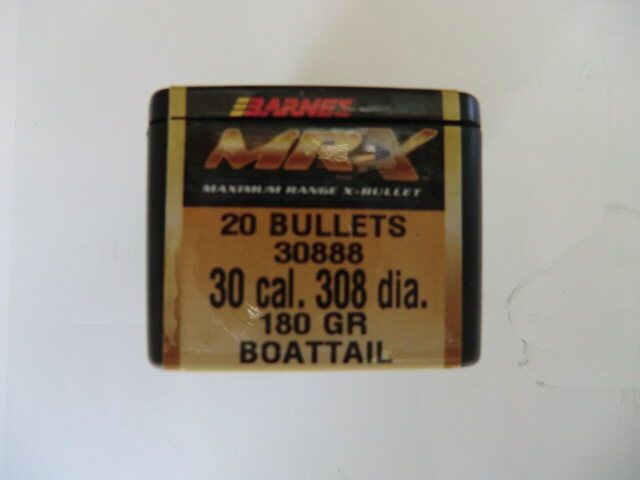 BARNES
MRX
MAXIMUM RANGE X-BULLET
20 BULLETS
30888
30 cal. 308 dia.
180 GR
BOATTAIL